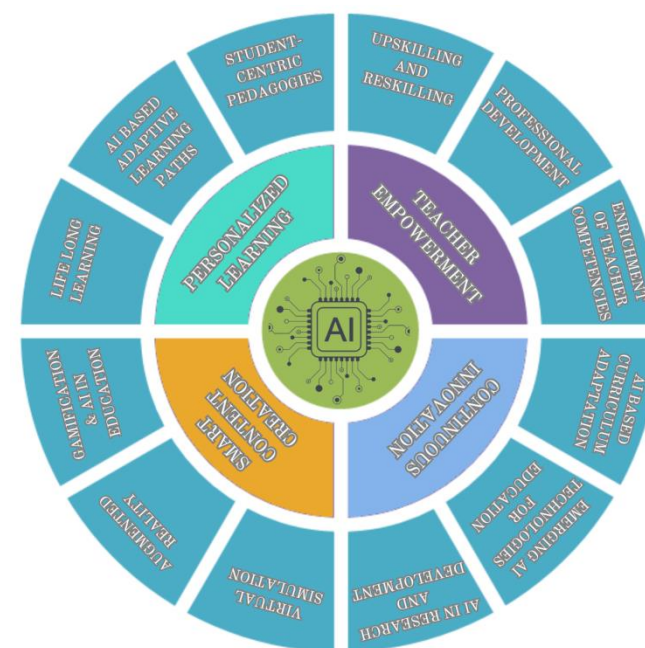 STUDENT-
CENTRIC
PEDAGOGIES
UPSKILLING
AND
RESKILLING
PROFESSIONAL
DEVELOPMENT
ENRICHMENT
OF TEACHER
COMPETENCIES
AI BASED
CURRICULUM
ADAPTATION
EMERGING AI
TECHNOLOGIES
FOR
EDUCATION
AI IN RESEARCH
AND
DEVELOPMENT
VIRTUAL
SIMULATION
AUGMENTED
REALITY
GAMIFICATION
& AI IN
EDUCATION
LIFE LONG
LEARNING
AI BASED
ADAPTIVE
LEARNING
PATHS
PERSONALIZED
LEARNING
TEACHER
EMPOWERMENT
CONTINUOUS
INNOVATION
SMART
CONTENT
CREATION
AI